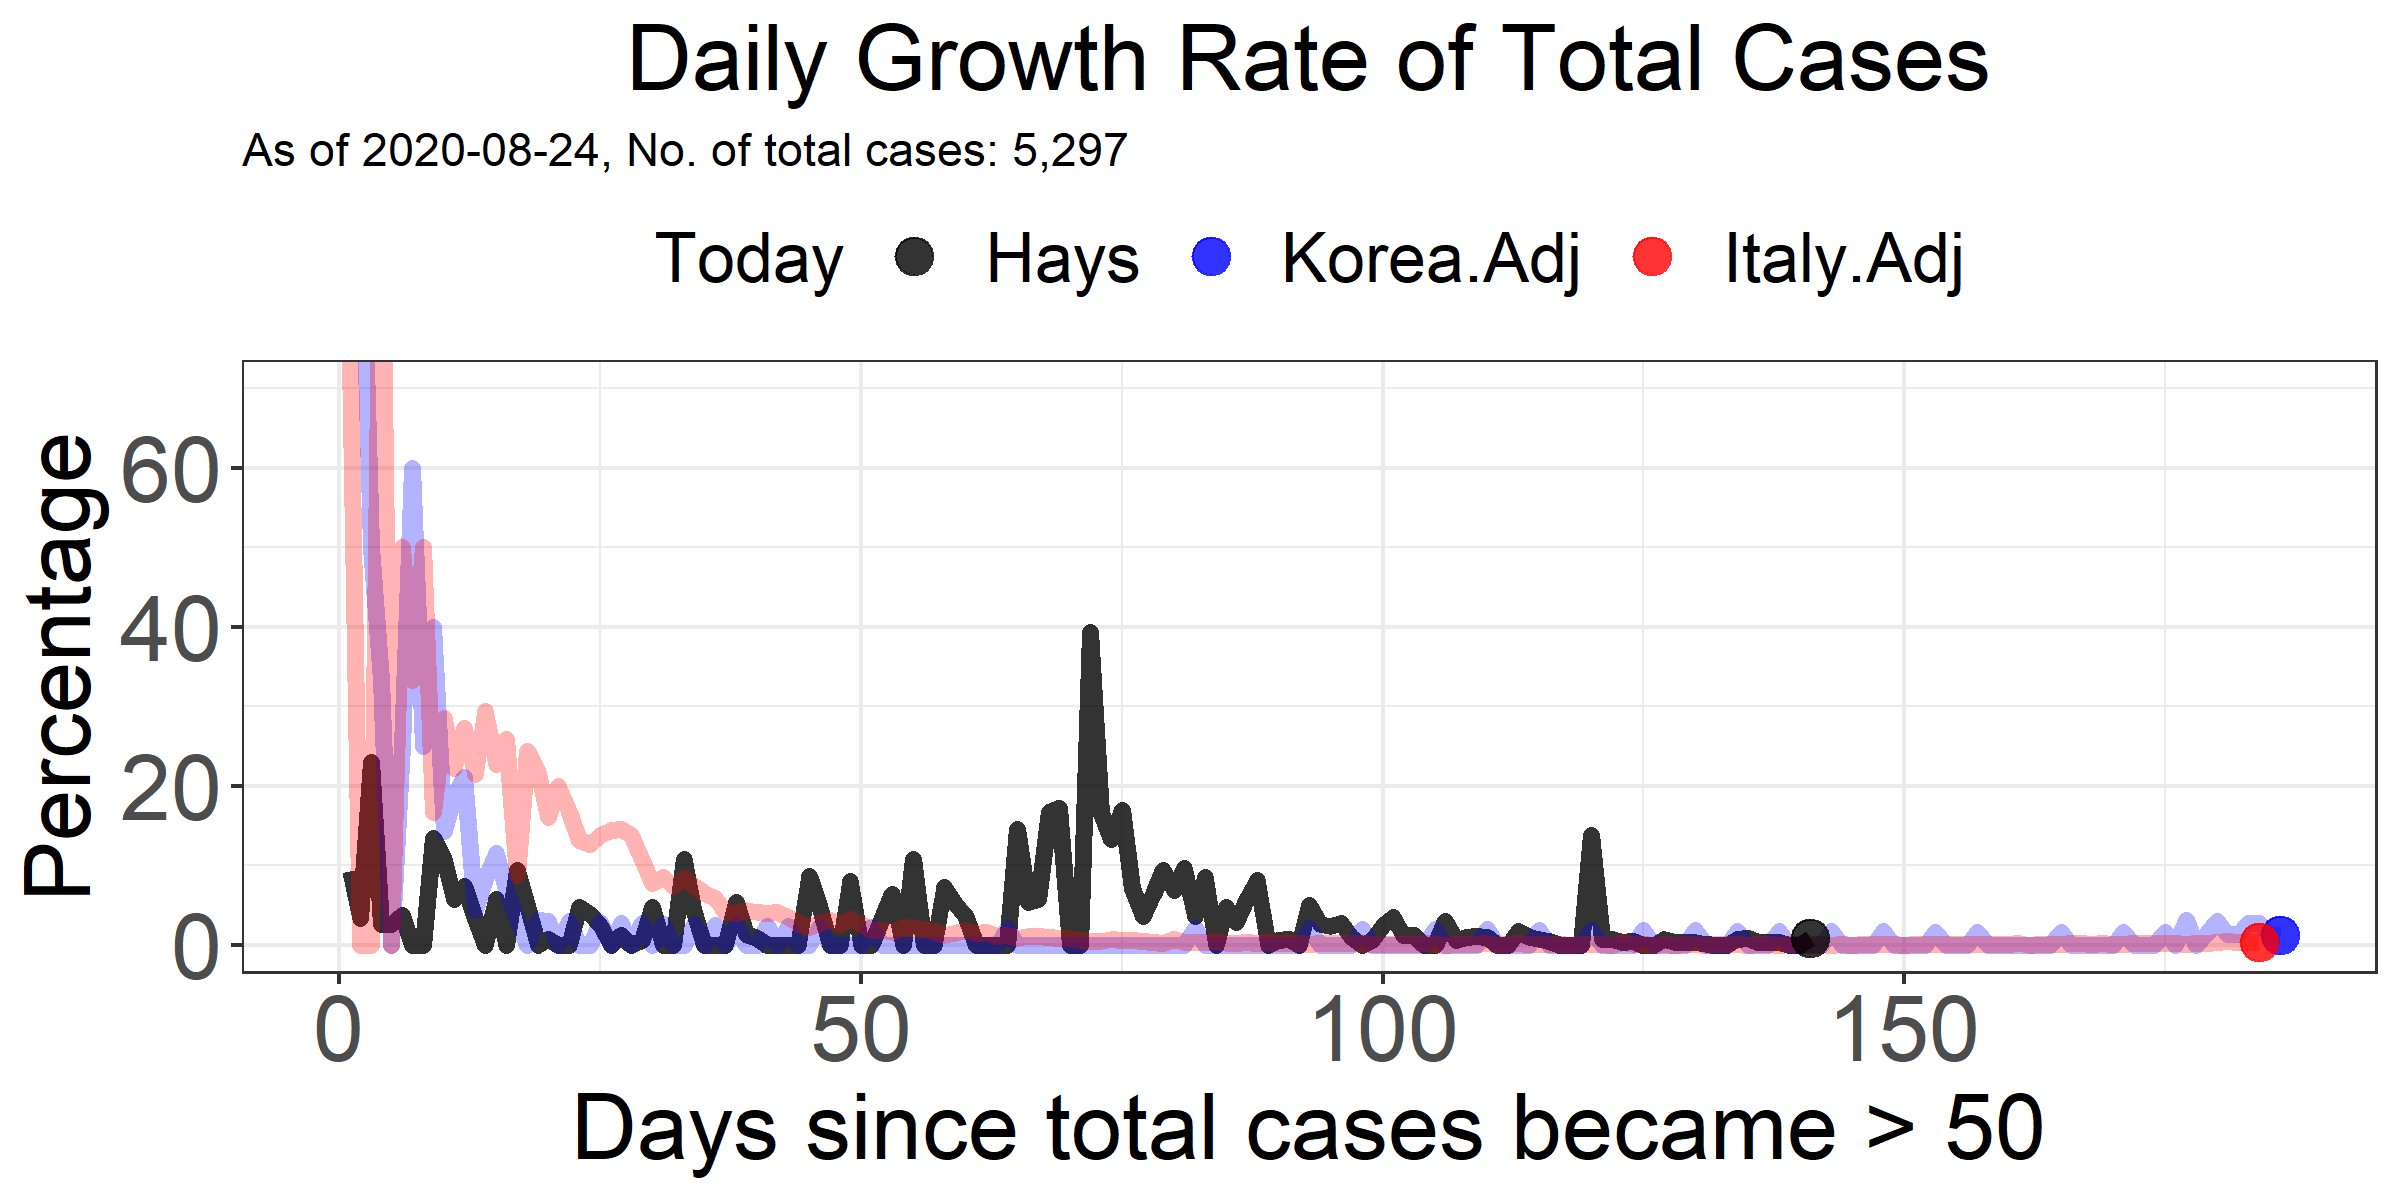 Daily Growth Rate of Total Cases
As of 2020-08-24, No. of total cases: 5,297
Today Hays Korea.Adj Italy.Adj
Percentage
60
40
20
0
0 50 100 150
Days since total cases became > 50